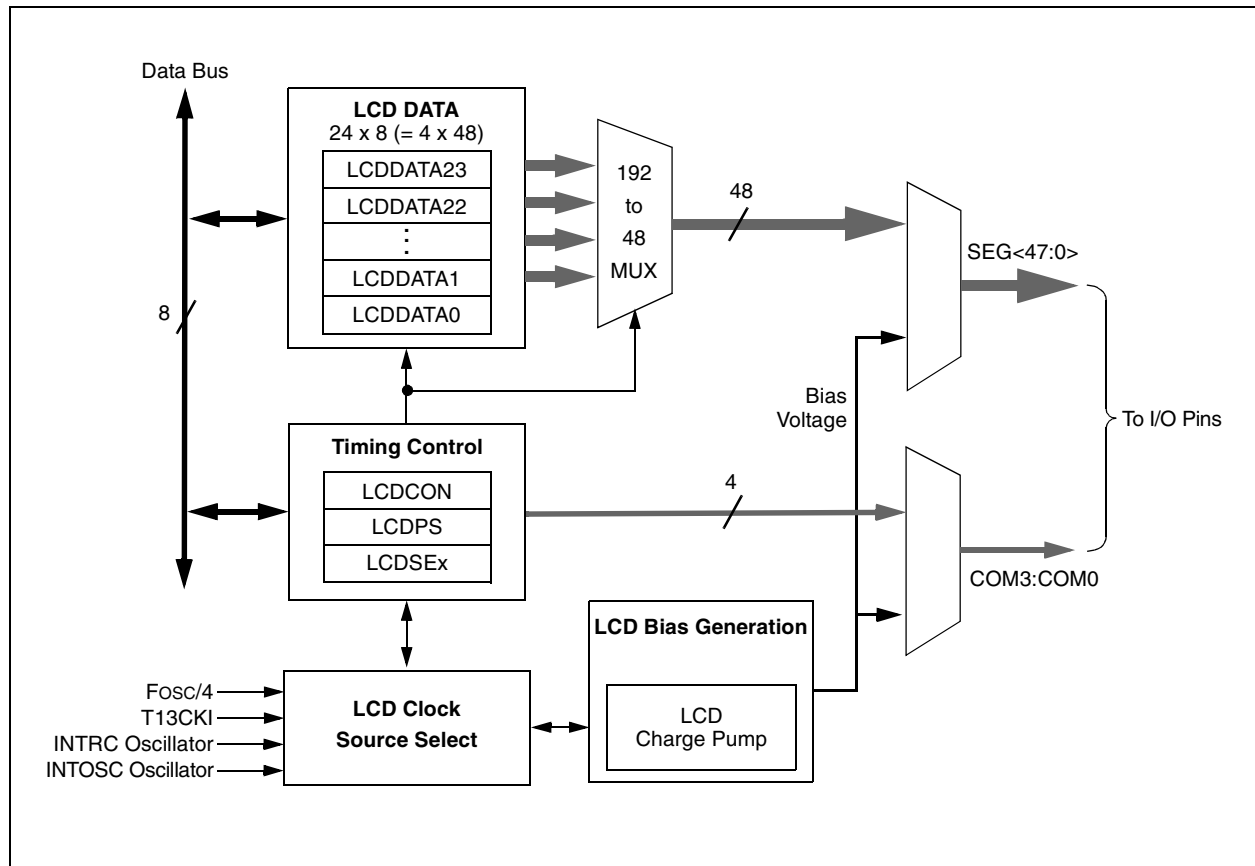 Data Bus
8
LCD DATA
24 x 8 (= 4 x 48)
LCDDATA23
LCDDATA22
⋮
LCDDATA1
LCDDATA0
192
to
48
MUX
48
SEG<47:0>
Bias
Voltage
To I/O Pins
Timing Control
LCDCON
LCDPS
LCDSEx
4
COM3:COM0
LCD Bias Generation
LCD
Charge Pump
FOSC/4
T13CKI
INTRC Oscillator
INTOSC Oscillator
LCD Clock
Source Select